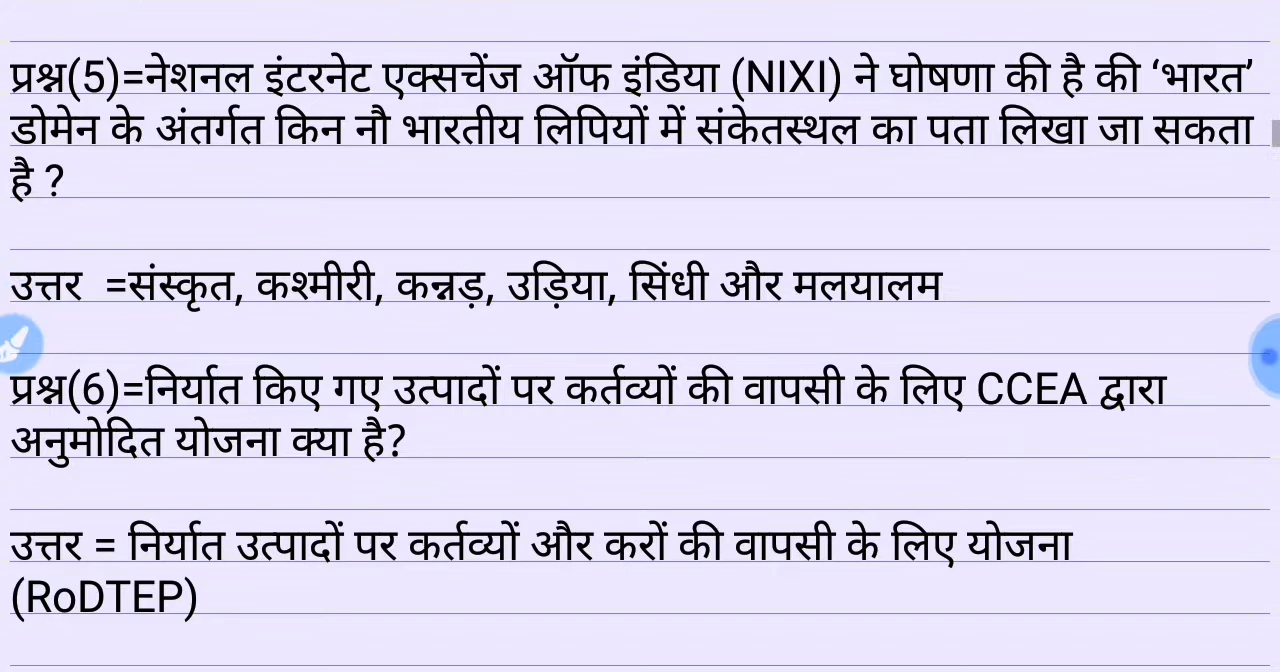 प्रश्न(5)=नेशनल इंटरनेट एक्सचेंज ऑफ इंडिया (NIXI) ने घोषणा की है की ‘भारत’
डोमेन के अंतर्गत किन नौ भारतीय लिपियों में संकेतस्थल का पता लिखा जा सकता
है ?
उत्तर  =संस्कृत, कश्मीरी, कन्नड़, उड़िया, सिंधी और मलयालम
प्रश्न(6)=निर्यात किए गए उत्पादों पर कर्तव्यों की वापसी के लिए CCEA द्वारा
अनुमोदित योजना क्या है?
उत्तर = निर्यात उत्पादों पर कर्तव्यों और करों की वापसी के लिए योजना
(RoDTEP)